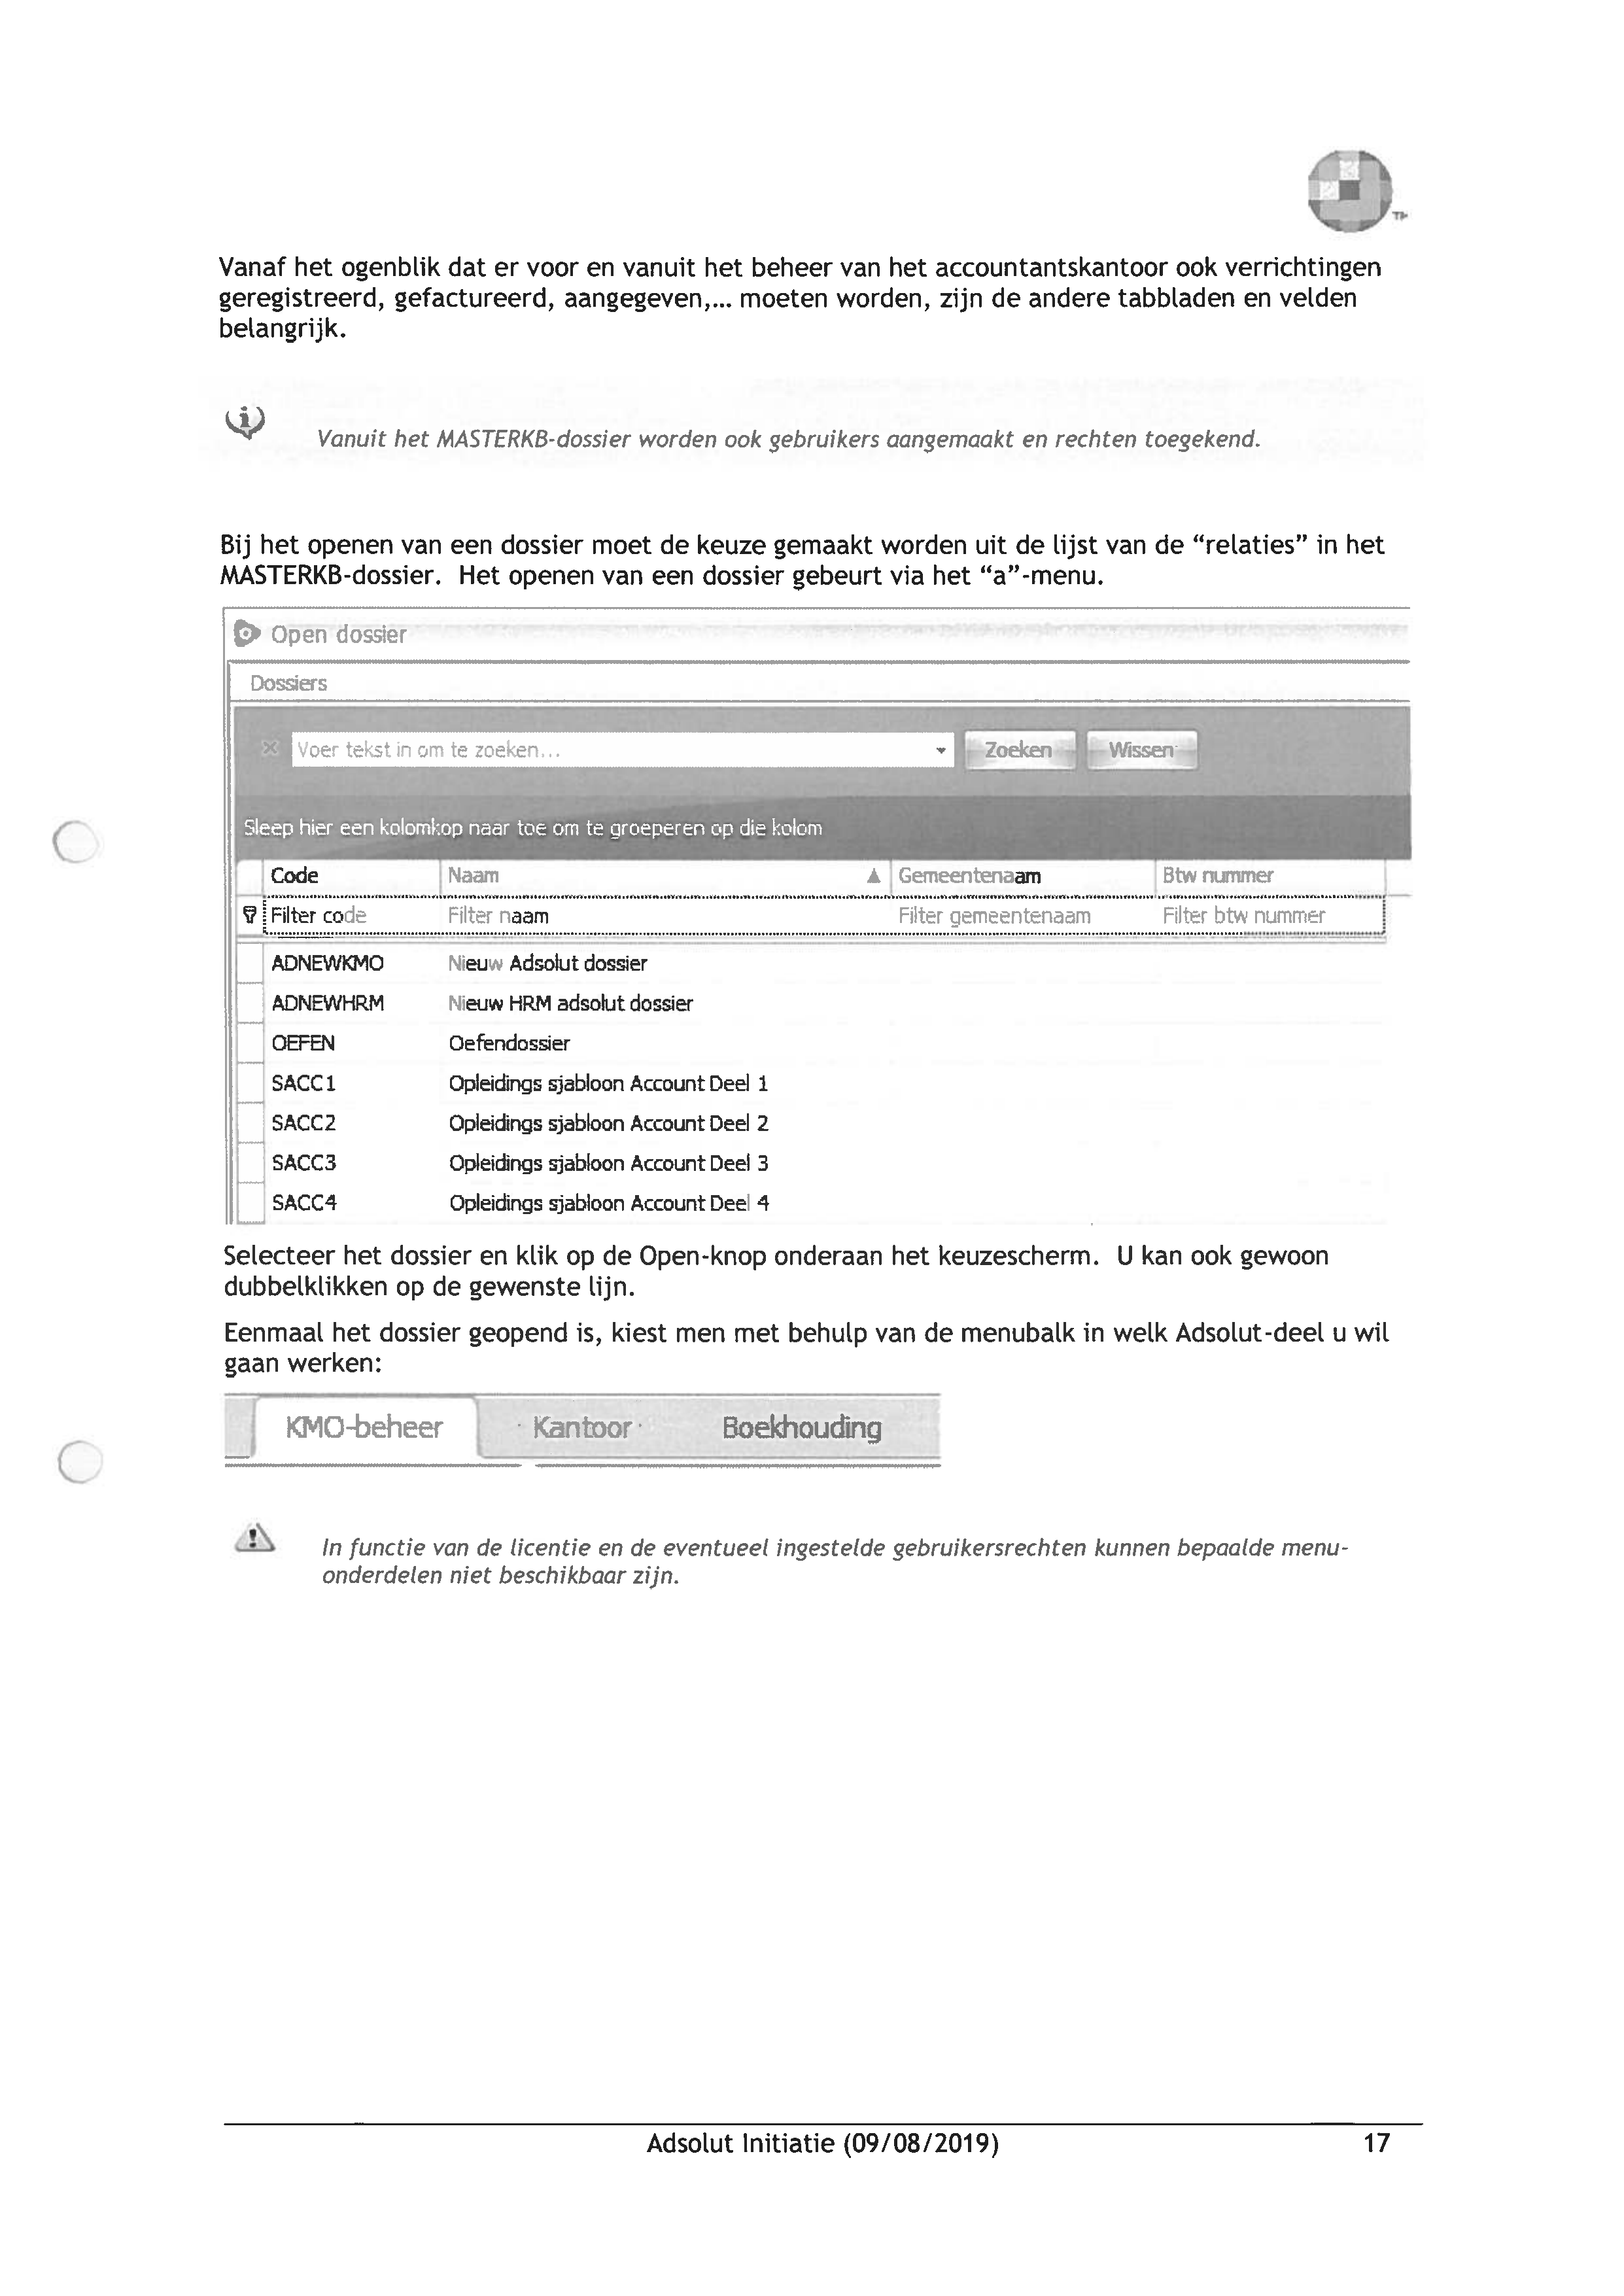 TM
Vanaf het ogenblik dat er voor en vanuit het beheer van het accountantskantoor ook verrichtingen
geregistreerd, gefactureerd, aangegeven,... moeten worden, zijn de andere tabbladen en velden
belangrijk.
Vanuit het MASTERKB-dossier worden ook gebruikers aangemaakt en rechten toegekend.
Bij het openen van een dossier moet de keuze gemaakt worden uit de lijst van de “relaties” in het
MASTERKB-dossier. Het openen van een dossier gebeurt via het “a”-menu.
Open dossier
Dossiers
Voer tekst in om te zoeken... Zoeken Wissen
Sleep hier een kolomkop naar toe om te groeperen op die kolom
Code Naam Gemeentenaam Btw nummer
Filter code Filter naam Filter gemeentenaam Filter btw nummer
ADNEWKMO Nieuw Adsolut dossier
ADNEWHRM Nieuw HRM adsolut dossier
OEFEN Oefendossier
SACC1 Opleidings sjabloon Account Deel 1
SACC2 Opleidings sjabloon Account Deel 2
SACC3 Opleidings sjabloon Account Deel 3
SACC4 Opleidings sjabloon Account Deel 4
Selecteer het dossier en klik op de Open-knop onderaan het keuzescherm. U kan ook gewoon
dubbelklikken op de gewenste lijn.
Eenmaal het dossier geopend is, kiest men met behulp van de menubalk in welk Adsolut-deel u wil
gaan werken:
KMO-beheer Kantoor Boekhouding
In functie van de licentie en de eventueel ingestelde gebruikersrechten kunnen bepaalde menu-
onderdelen niet beschikbaar zijn.
Adsolut Initiatie (09/08/2019) 17